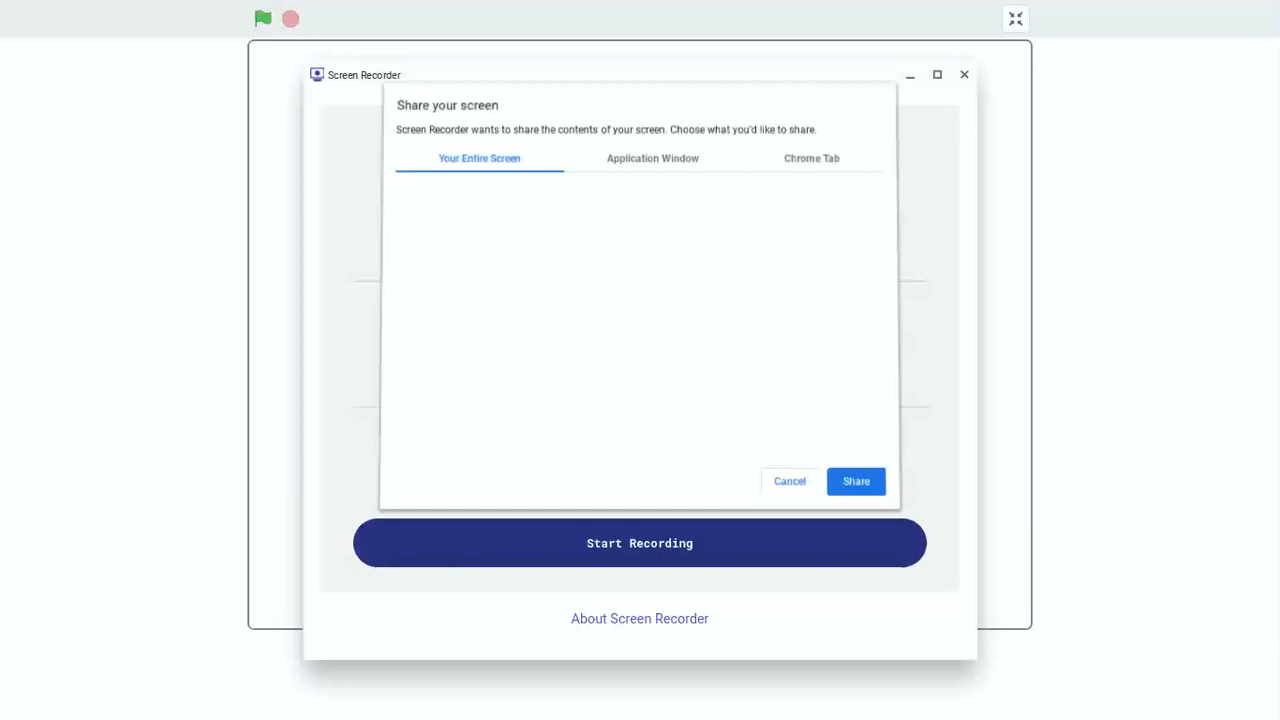 Screen Recorder
Share your screen
Screen Recorder wants to share the contents of your screen. Choose what you'd like to share.
Your Entire Screen Application Window Chrome Tab
Cancel Share
Start Recording
About Screen Recorder